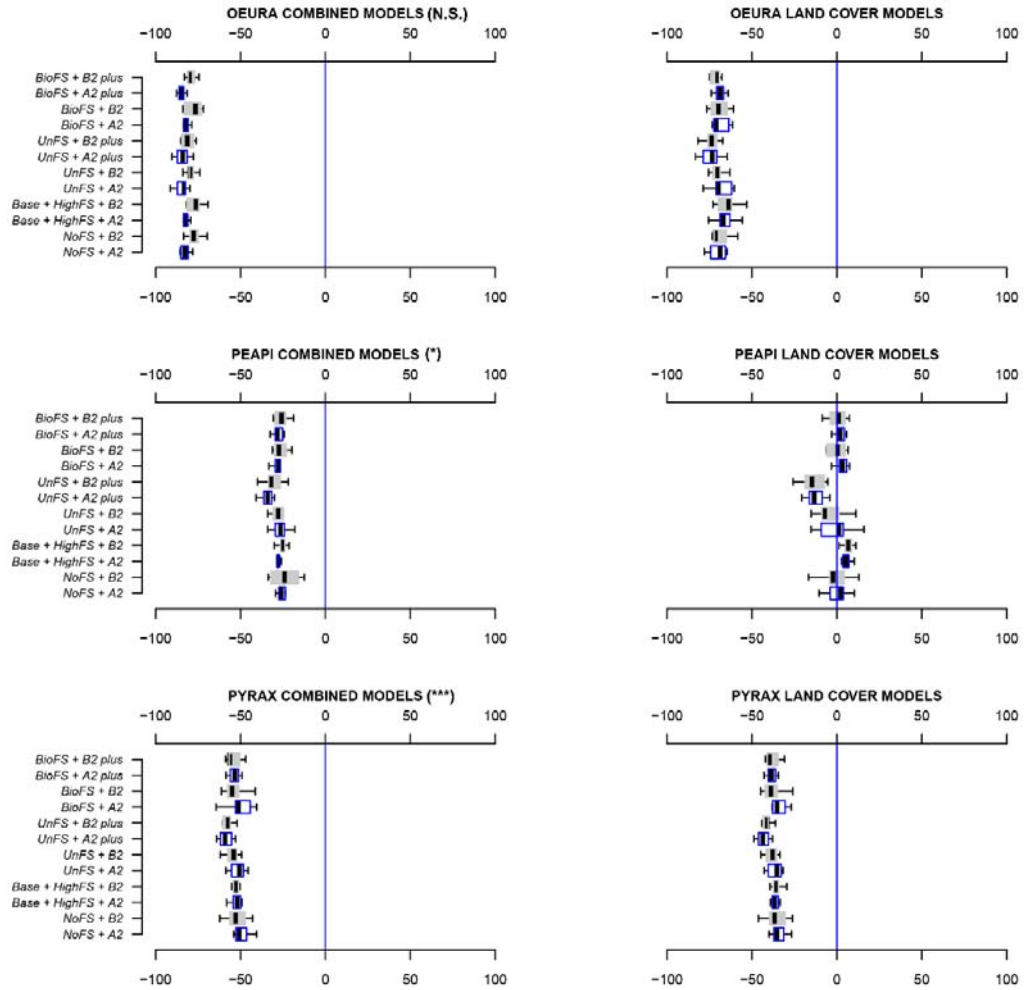 OEURA COMBINED MODELS (N.S.)
−100 −50 0 50 100
BioFS + B2 plus
BioFS + A2 plus
BioFS + B2
BioFS + A2
UnFS + B2 plus
UnFS + A2 plus
UnFS + B2
UnFS + A2
Base + HighFS + B2
Base + HighFS + A2
NoFS + B2
NoFS + A2
−100 −50 0 50 100
OEURA LAND COVER MODELS
−100 −50 0 50 100
−100 −50 0 50 100
PEAPI COMBINED MODELS (*)
−100 −50 0 50 100
BioFS + B2 plus
BioFS + A2 plus
BioFS + B2
BioFS + A2
UnFS + B2 plus
UnFS + A2 plus
UnFS + B2
UnFS + A2
Base + HighFS + B2
Base + HighFS + A2
NoFS + B2
NoFS + A2
−100 −50 0 50 100
PEAPI LAND COVER MODELS
−100 −50 0 50 100
−100 −50 0 50 100
PYRAX COMBINED MODELS (***)
−100 −50 0 50 100
BioFS + B2 plus
BioFS + A2 plus
BioFS + B2
BioFS + A2
UnFS + B2 plus
UnFS + A2 plus
UnFS + B2
UnFS + A2
Base + HighFS + B2
Base + HighFS + A2
NoFS + B2
NoFS + A2
−100 −50 0 50 100
PYRAX LAND COVER MODELS
−100 −50 0 50 100
−100 −50 0 50 100